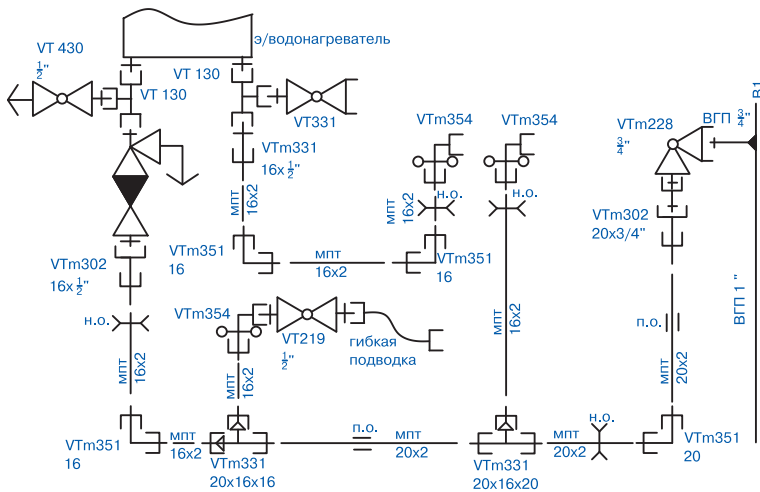 э/водонагреватель
VT 430
1/2"
VT 130
VT 130
VT331
VTm331
16x1/2"
VTm354
VTm354
VTm228
3/4"
ВГП 3/4"
В1
мпт
16x2
мпт
16x2
н.о.
н.о.
VTm302
20x3/4"
VTm302
16x1/2"
VTm351
16
мпт
16x2
VTm351
16
н.о.
VTm354
VT219
1/2"
гибкая
подводка
мпт
16x2
мпт
16x2
мпт
16x2
п.о.
ВГП 1 "
мпт
20x2
VTm351
16
мпт
16x2
VTm331
20x16x16
п.о.
мпт
20x2
VTm331
20x16x20
мпт
20x2
н.о.
VTm351
20